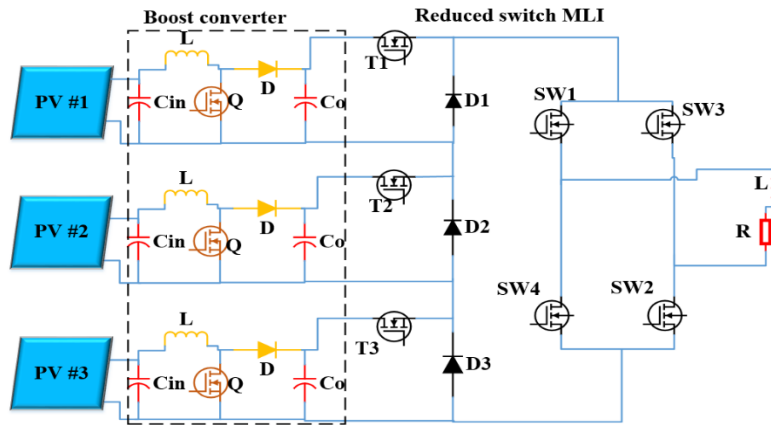 Boost converter
Reduced switch MLI
L
T1
PV #1
Cin
Q
D
Co
D1
SW1
SW3
L
T2
PV #2
Cin
Q
D
Co
D2
L
R
SW4
SW2
L
T3
PV #3
Cin
Q
D
Co
D3